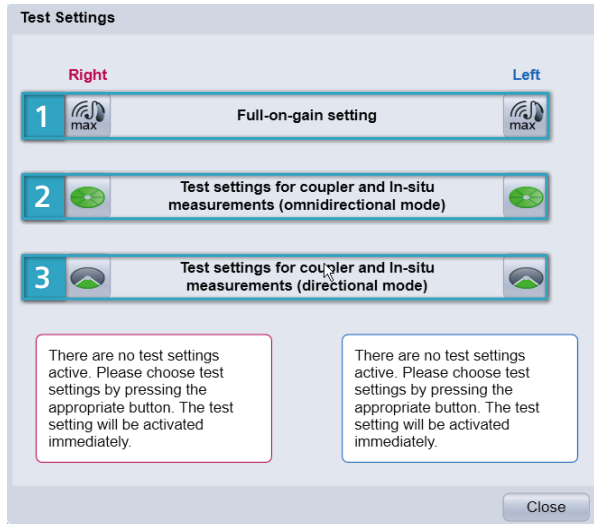 Test Settings
Right
Left
1
max
Full-on-gain setting
max
2
Test settings for coupler and In-situ
measurements (omnidirectional mode)
3
Test settings for coupler and In-situ
measurements (directional mode)
There are no test settings
active. Please choose test
settings by pressing the
appropriate button. The test
setting will be activated
immediately.
There are no test settings
active. Please choose test
settings by pressing the
appropriate button. The test
setting will be activated
immediately.
Close